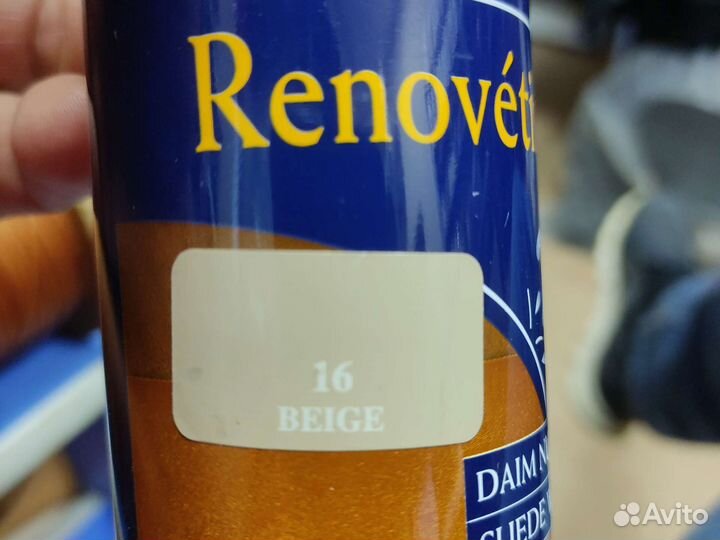 Renovét
16
BEIGE
DAIM N
SUEDE
Avito